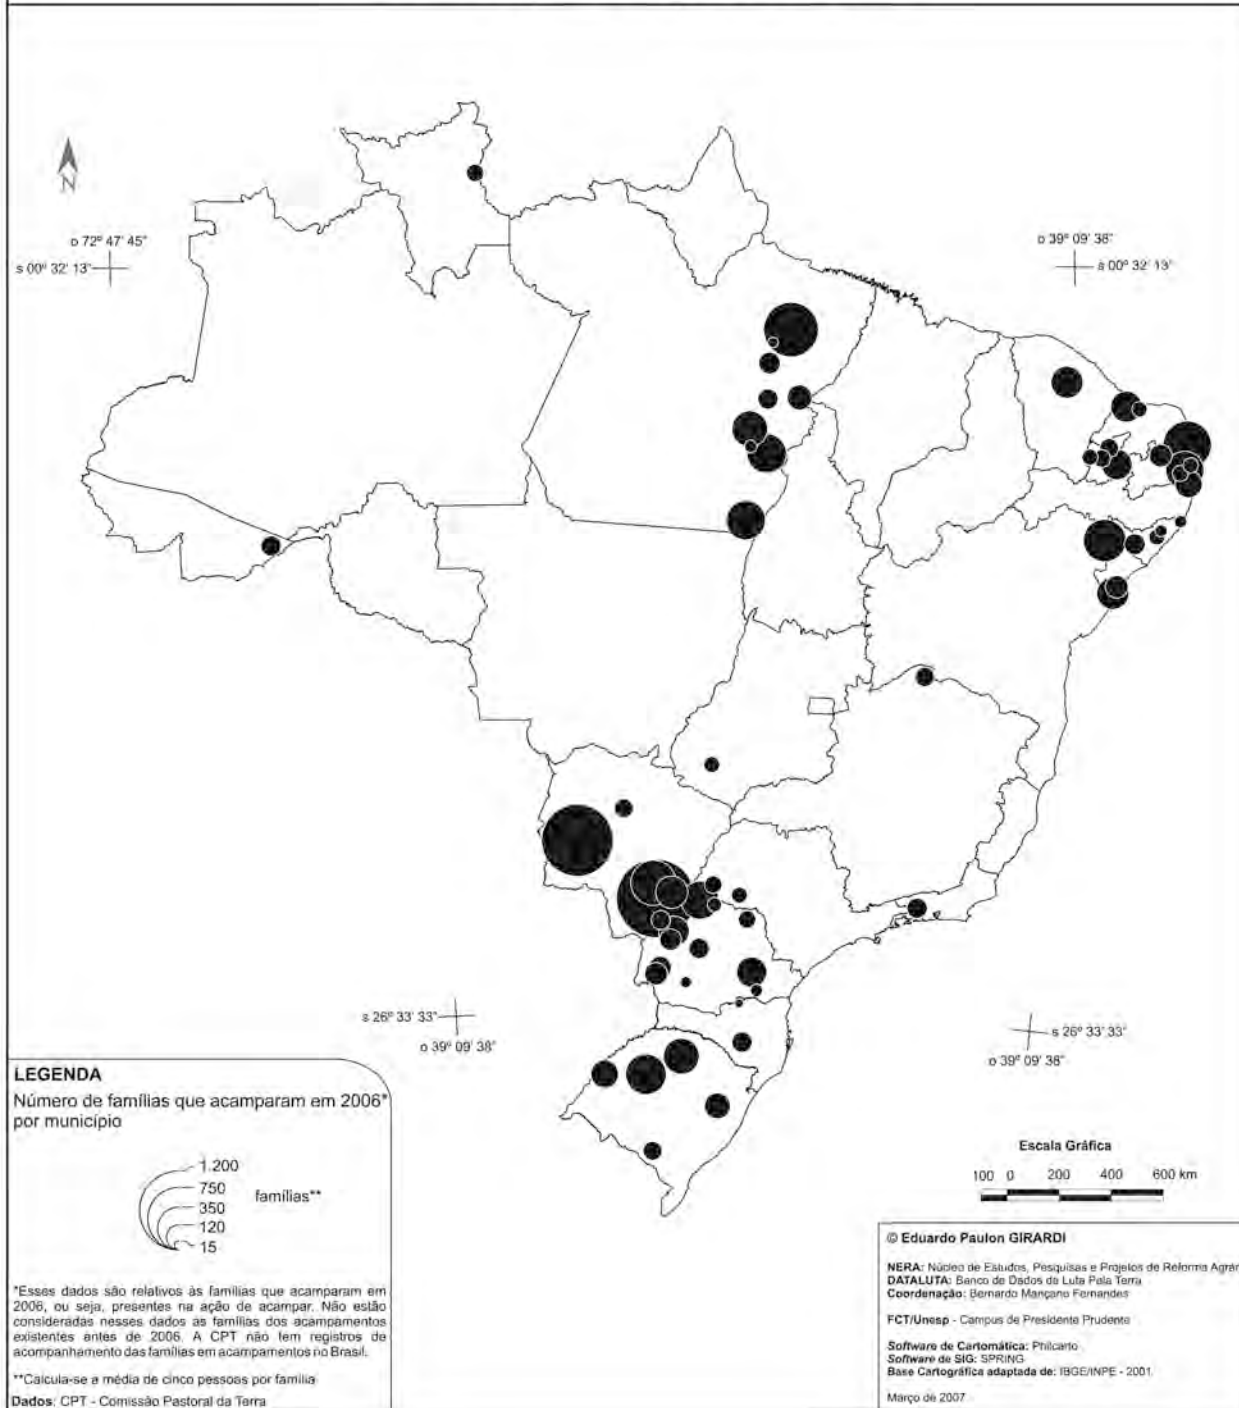 N
o 72º 47' 45"
s 00º 32' 13"
o 39º 09' 38"
s 00º 32' 13"
s 26º 33' 33"
o 39º 09' 38"
s 26º 33' 33"
o 39º 09' 38"
LEGENDA
Número de famílias que acamparam em 2006*
por município
1.200
750
350
120
15
famílias**
*Esses dados são relativos às famílias que acamparam em
2006, ou seja, presentes na ação de acampar. Não estão
consideradas nesses dados as famílias dos acampamentos
existentes antes de 2006. A CPT não tem registros de
acompanhamento das famílias em acampamentos no Brasil.
**Calcula-se a média de cinco pessoas por família
Dados: CPT - Comissão Pastoral da Terra
Escala Gráfica
100 0 200 400 600 km
© Eduardo Paulon GIRARDI
NERA: Núcleo de Estudos, Pesquisas e Projetos de Reforma Agrár
DATALUTA: Banco de Dados da Luta Pela Terra
Coordenação: Bernardo Mançano Fernandes
FCT/Unesp - Campus de Presidente Prudente
Software de Cartomática: Philcarto
Software de SIG: SPRING
Base Cartográfica adaptada de: IBGE/INPE - 2001
Março de 2007